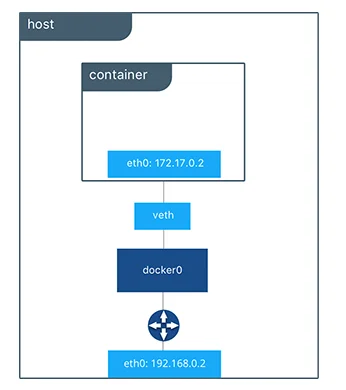 host
container
eth0: 172.17.0.2
veth
docker0
eth0: 192.168.0.2